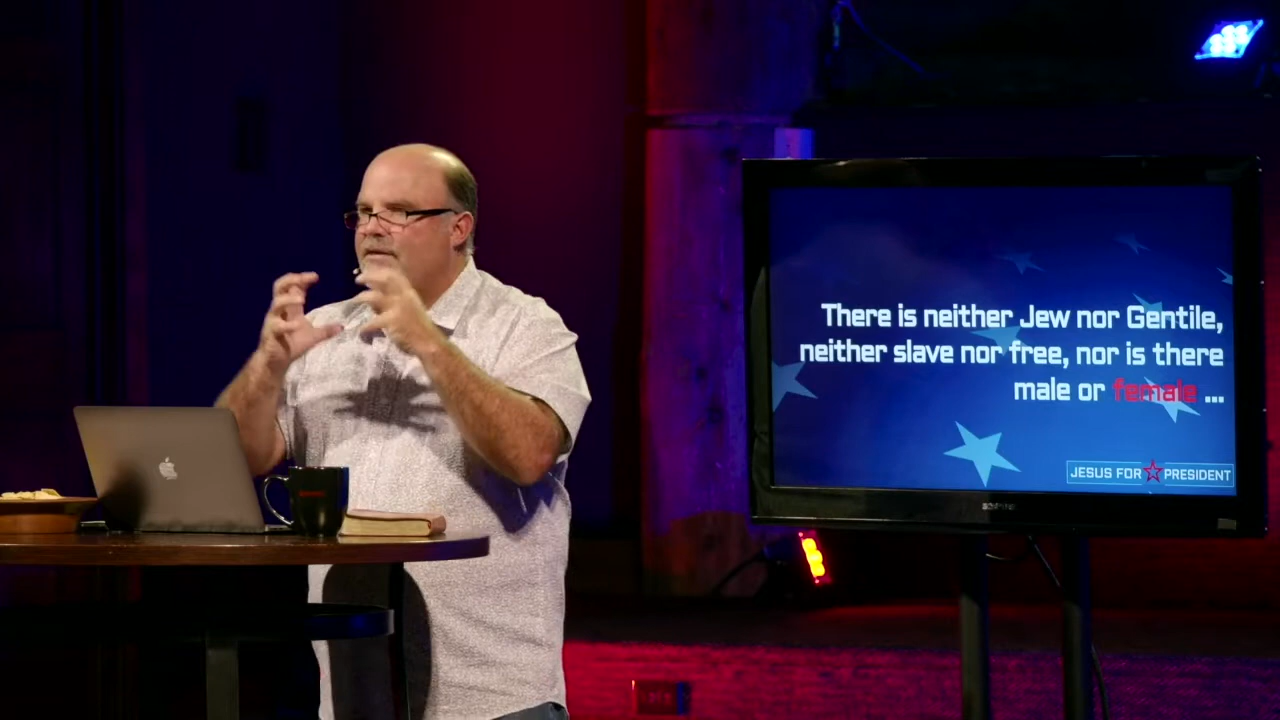 There is neither Jew nor Gentile,
neither slave nor free, nor is there
male or female ...
JESUS FOR PRESIDENT